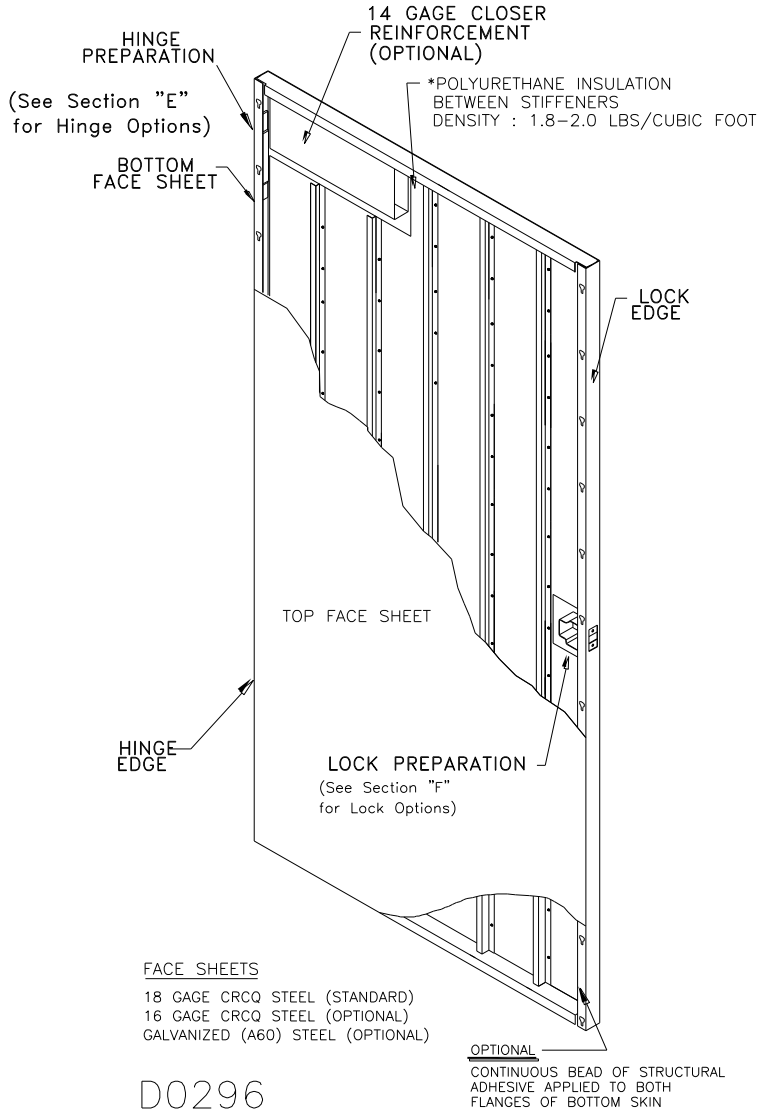 14 GAGE CLOSER
REINFORCEMENT
(OPTIONAL)
HINGE
PREPARATION
(See Section "E"
for Hinge Options)
*POLYURETHANE INSULATION
BETWEEN STIFFENERS
DENSITY : 1.8-2.0 LBS/CUBIC FOOT
BOTTOM
FACE SHEET
LOCK
EDGE
TOP FACE SHEET
HINGE
EDGE
LOCK PREPARATION
(See Section "F"
for Lock Options)
FACE SHEETS
18 GAGE CRCQ STEEL (STANDARD)
16 GAGE CRCQ STEEL (OPTIONAL)
GALVANIZED (A60) STEEL (OPTIONAL)
OPTIONAL
CONTINUOUS BEAD OF STRUCTURAL
ADHESIVE APPLIED TO BOTH
FLANGES OF BOTTOM SKIN
D0296